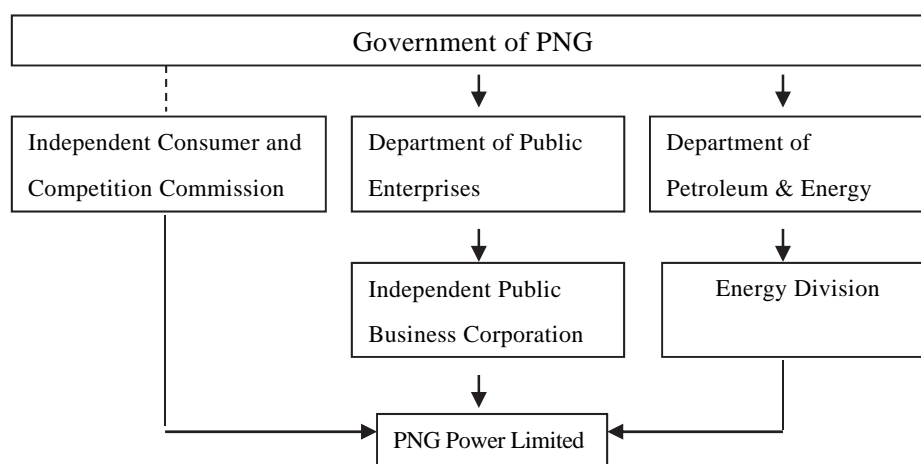 Government of PNG
Independent Consumer and
Competition Commission
Department of Public
Enterprises
Department of
Petroleum & Energy
Independent Public
Business Corporation
Energy Division
PNG Power Limited